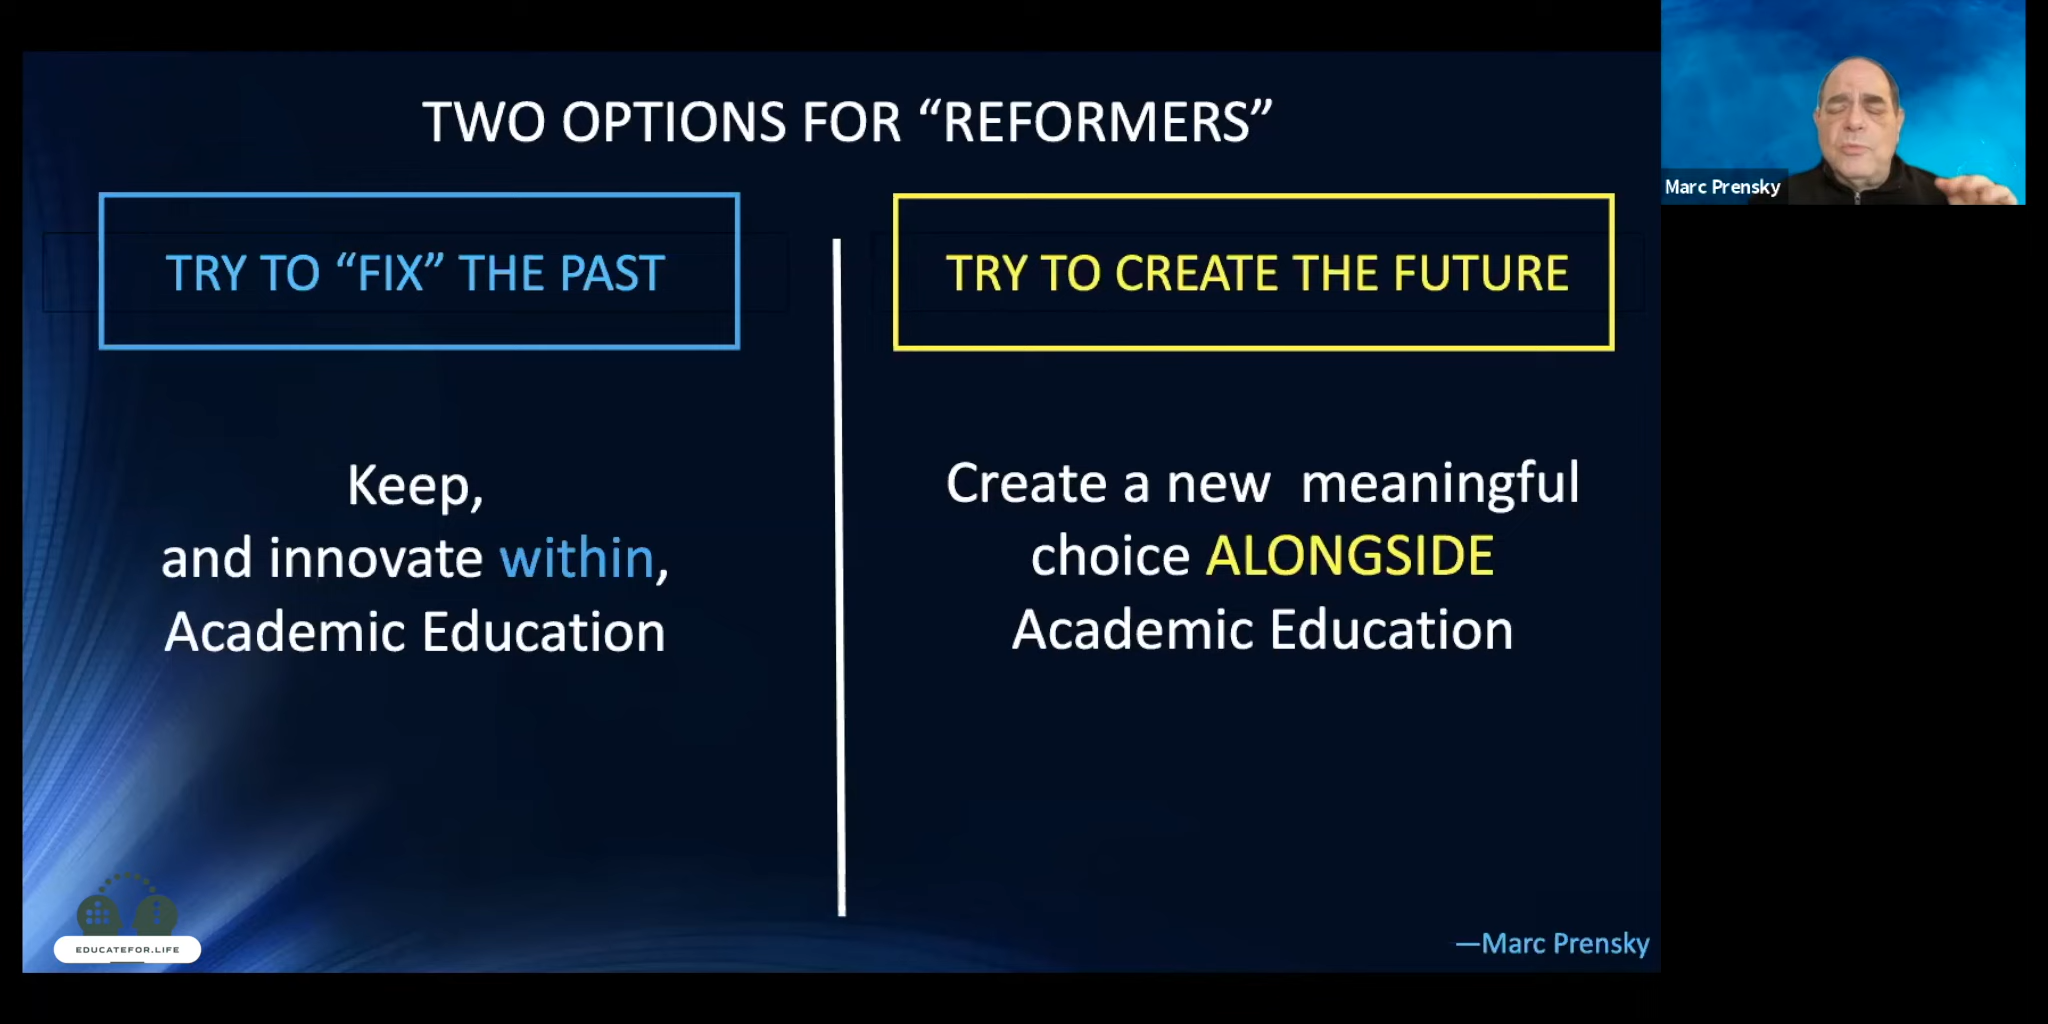 TWO OPTIONS FOR “REFORMERS”
TRY TO “FIX” THE PAST
Keep,
and innovate within,
Academic Education
TRY TO CREATE THE FUTURE
Create a new  meaningful
choice ALONGSIDE
Academic Education
EDUCATEFOR.LIFE
—Marc Prensky
Marc Prensky